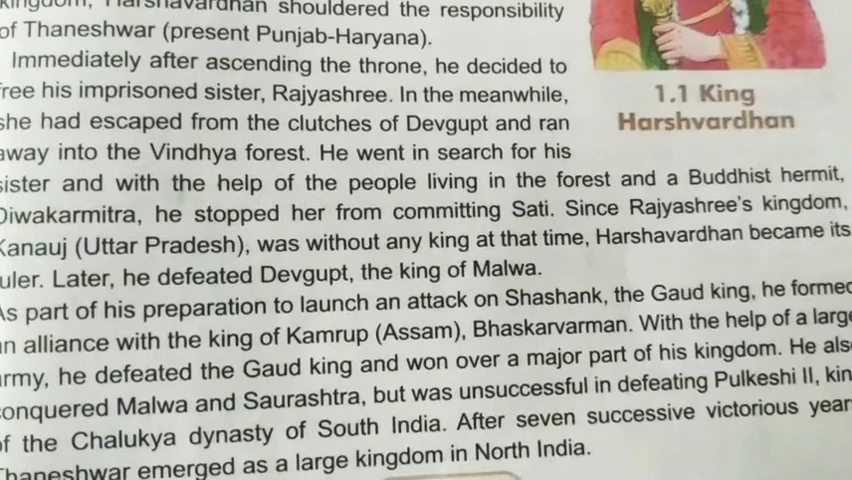 kingdom, Harshavardhan shouldered the responsibility
of Thaneshwar (present Punjab-Haryana).
Immediately after ascending the throne, he decided to
free his imprisoned sister, Rajyashree. In the meanwhile,
she had escaped from the clutches of Devgupt and ran
away into the Vindhya forest. He went in search for his
sister and with the help of the people living in the forest and a Buddhist hermit,
Diwakarmitra, he stopped her from committing Sati. Since Rajyashree's kingdom,
Kanauj (Uttar Pradesh), was without any king at that time, Harshavardhan became its
uler. Later, he defeated Devgupt, the king of Malwa.
As part of his preparation to launch an attack on Shashank, the Gaud king, he formed
an alliance with the king of Kamrup (Assam), Bhaskarvarman. With the help of a large
army, he defeated the Gaud king and won over a major part of his kingdom. He als
conquered Malwa and Saurashtra, but was unsuccessful in defeating Pulkeshi II, kin
of the Chalukya dynasty of South India. After seven successive victorious year
Thaneshwar emerged as a large kingdom in North India.
1.1 King
Harshvardhan